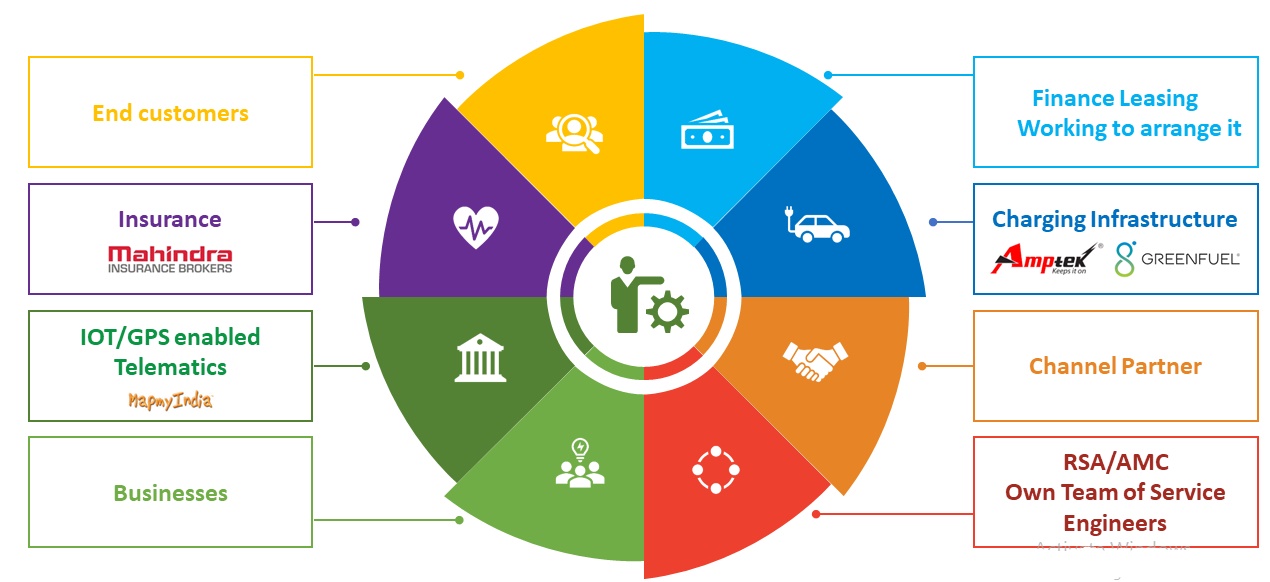 End customers
Insurance
Mahindra
INSURANCE BROKERS
IOT/GPS enabled
Telematics
MapmyIndia
Businesses
Finance Leasing
Working to arrange it
Charging Infrastructure
Amptek®
Keeps it on
GREENFUEL®
Channel Partner
RSA/AMC
Own Team of Service
Engineers